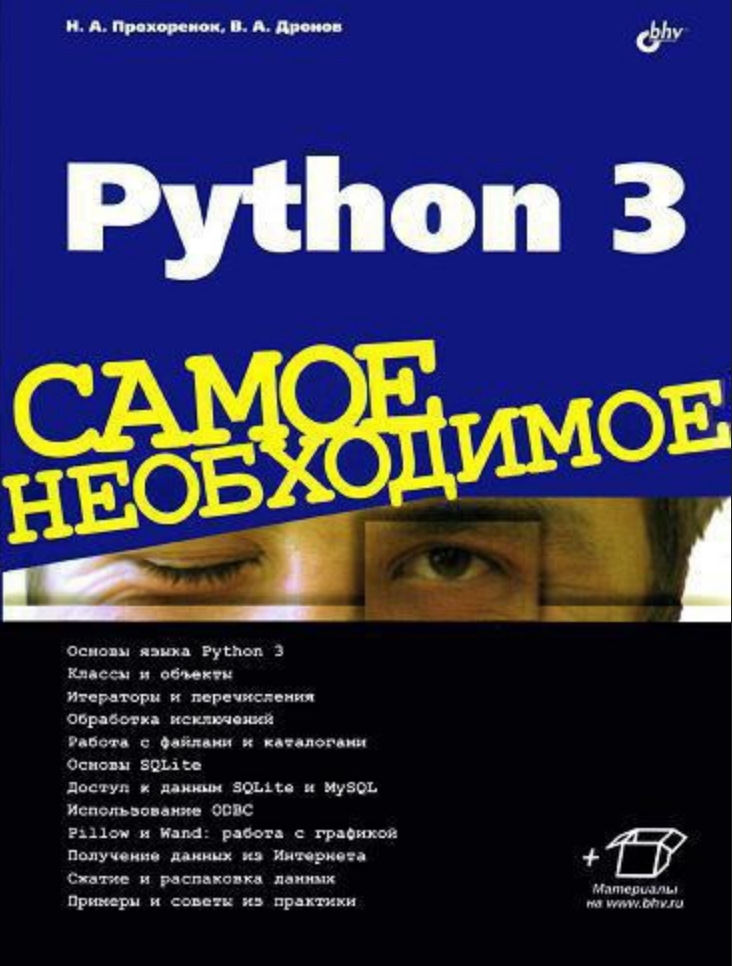 Н. А. Прохоренок, В. А. Дронов
bhv
Python 3
САМОЕ
НЕОБХОДИМОЕ
Основы языка Python 3
Классы и объекты
Итераторы и перечисления
Обработка исключений
Работа с файлами и каталогами
Основы SQLite
Доступ к данным SQLite и MySQL
Использование ODBC
Pillow и Wand: работа с графикой
Получение данных из Интернета
Сжатие и распаковка данных
Примеры и советы из практики
+
Материалы
на www.bhv.ru